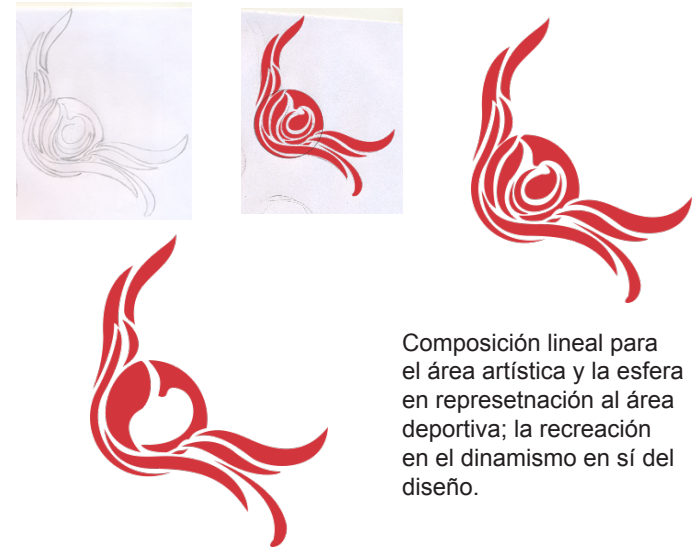 Composición lineal para
el área artística y la esfera
en represetnación al área
deportiva; la recreación
en el dinamismo en sí del
diseño.